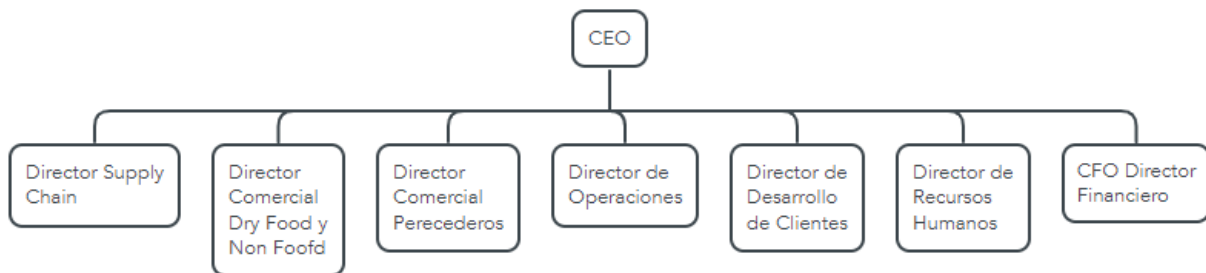 CEO
Director Supply
Chain
Director
Comercial
Dry Food y
Non Foofd
Director
Comercial
Perecederos
Director de
Operaciones
Director de
Desarrollo
de Clientes
Director de
Recursos
Humanos
CFO Director
Financiero